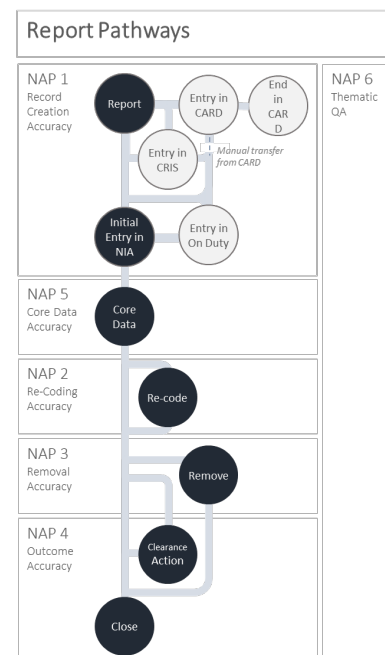 Report Pathways
NAP 1
Record
Creation
Accuracy
Report
Entry in
CARD
End
in
CAR
D
Entry in
CRIS
Manual transfer
from CARD
Initial
Entry in
NIA
Entry in
On Duty
NAP 6
Thematic
QA
NAP 5
Core Data
Accuracy
Core
Data
NAP 2
Re-Coding
Accuracy
Re-code
NAP 3
Removal
Accuracy
Remove
NAP 4
Outcome
Accuracy
Clearance
Action
Close